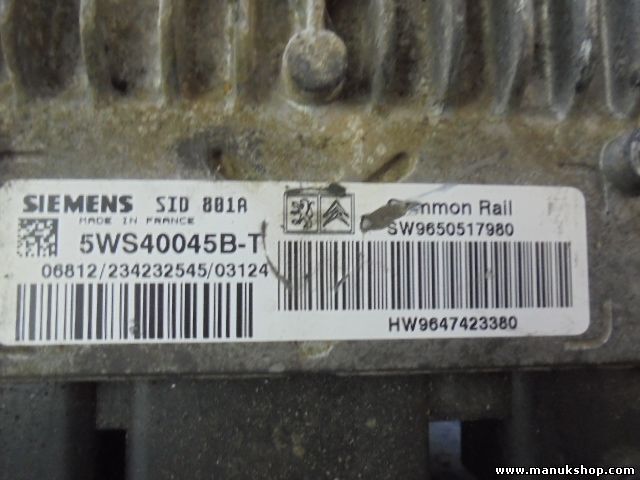 SIEMENS SID 801A
MADE IN FRANCE
5WS40045B-T
06812/234232545/03124
mmon Rail
SW9650517980
HW9647423380
www.manukshop.com